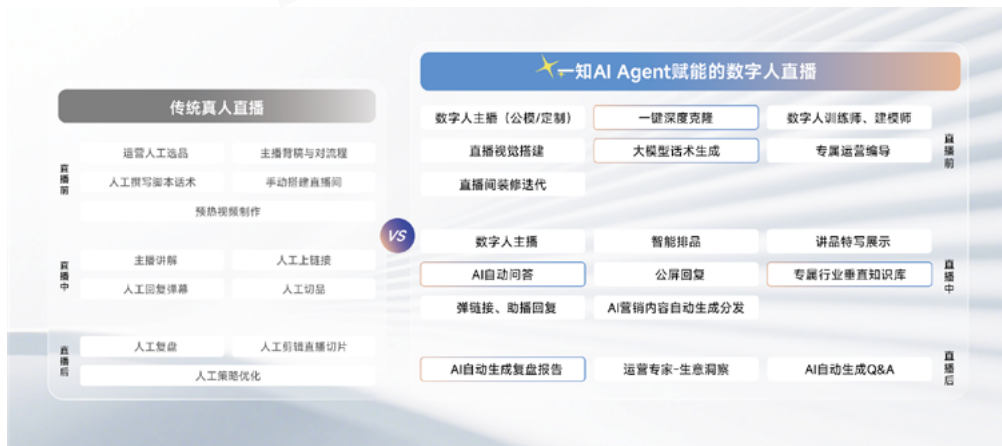 传统真人直播
直播前
运营人工选品
主播背稿与对流程
人工撰写脚本话术
手动搭建直播间
预热视频制作
直播中
主播讲解
人工上链接
人工回复弹幕
人工切品
直播后
人工复盘
人工剪辑直播切片
人工策略优化
VS
一知AI Agent赋能的数字人直播
数字人主播（公模/定制）
一键深度克隆
数字人训练师、建模师
直播视觉搭建
大模型话术生成
专属运营编导
直播间装修迭代
直播前
数字人主播
智能排品
讲品特写展示
AI自动问答
公屏回复
专属行业垂直知识库
弹链接、助播回复
AI营销内容自动生成分发
直播中
AI自动生成复盘报告
运营专家-生意洞察
AI自动生成Q&A
直播后